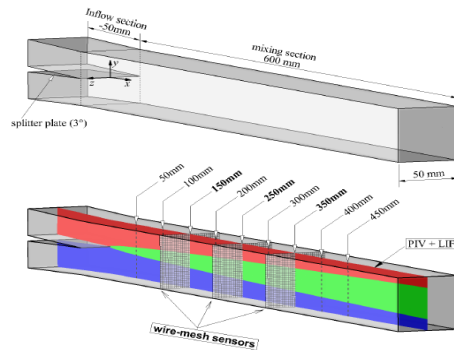 Inflow section
-50mm
mixing section
600 mm
y
z
x
splitter plate (3°)
50 mm
50mm
100mm
150mm
200mm
250mm
300mm
350mm
400mm
450mm
PIV + LIF
wire-mesh sensors